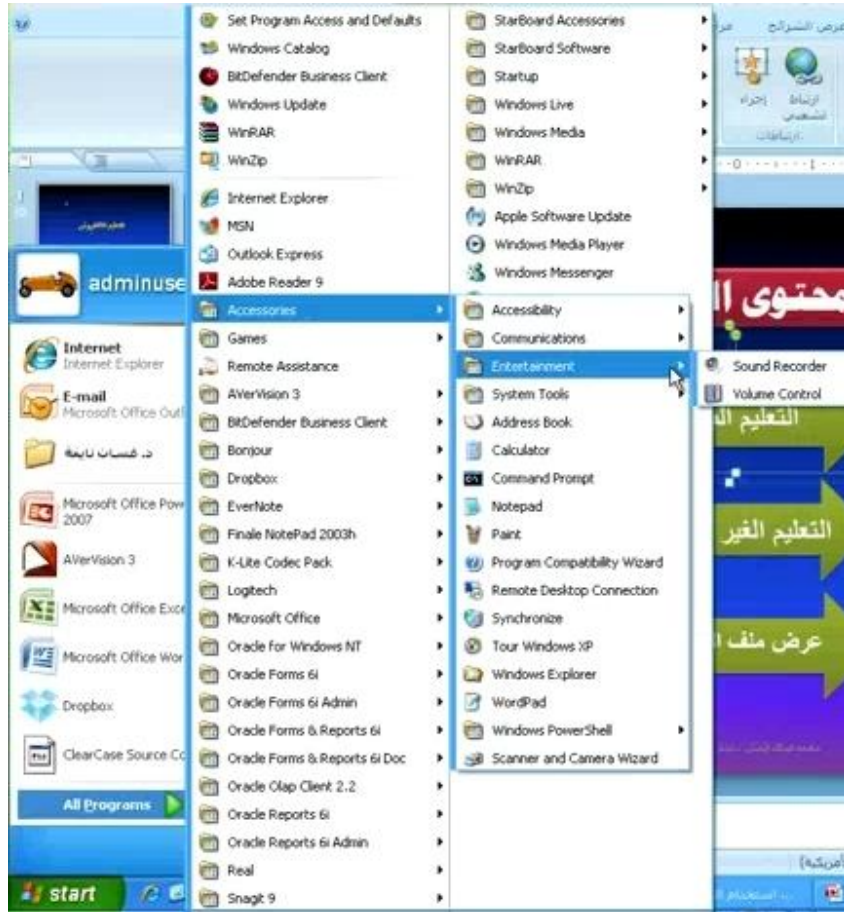 adminuse
Internet
Internet Explorer
E-mail
Microsoft Office Outl
د. غسات نايفة
Microsoft Office Pow
2007
AVerVision 3
Microsoft Office Exce
Microsoft Office Wor
Dropbox
ClearCase Source Co
All Programs
start
Set Program Access and Defaults
Windows Catalog
BitDefender Business Client
Windows Update
WinRAR
WinZip
Internet Explorer
MSN
Outlook Express
Adobe Reader 9
Accessories
Games
Remote Assistance
AVerVision 3
BitDefender Business Client
Bonjour
Dropbox
EverNote
Finale NotePad 2003h
K-Lite Codec Pack
Logitech
Microsoft Office
Oracle for Windows NT
Oracle Forms 6i
Oracle Forms 6i Admin
Oracle Forms & Reports 6i
Oracle Forms & Reports 6i Doc
Oracle Olap Client 2.2
Oracle Reports 6i
Oracle Reports 6i Admin
Real
Snagit 9
StarBoard Accessories
StarBoard Software
Startup
Windows Live
Windows Media
WinRAR
WinZip
Apple Software Update
Windows Media Player
Windows Messenger
Accessibility
Communications
Entertainment
System Tools
Address Book
Calculator
Command Prompt
Notepad
Paint
Program Compatibility Wizard
Remote Desktop Connection
Synchronize
Tour Windows XP
Windows Explorer
WordPad
Windows PowerShell
Scanner and Camera Wizard
Sound Recorder
Volume Control
عرض الشرائح
ارتباط
تشعبي
إجراء
ارتباطات
محتوى ال
التعليم ال
التعليم الغير
عرض ملف ا